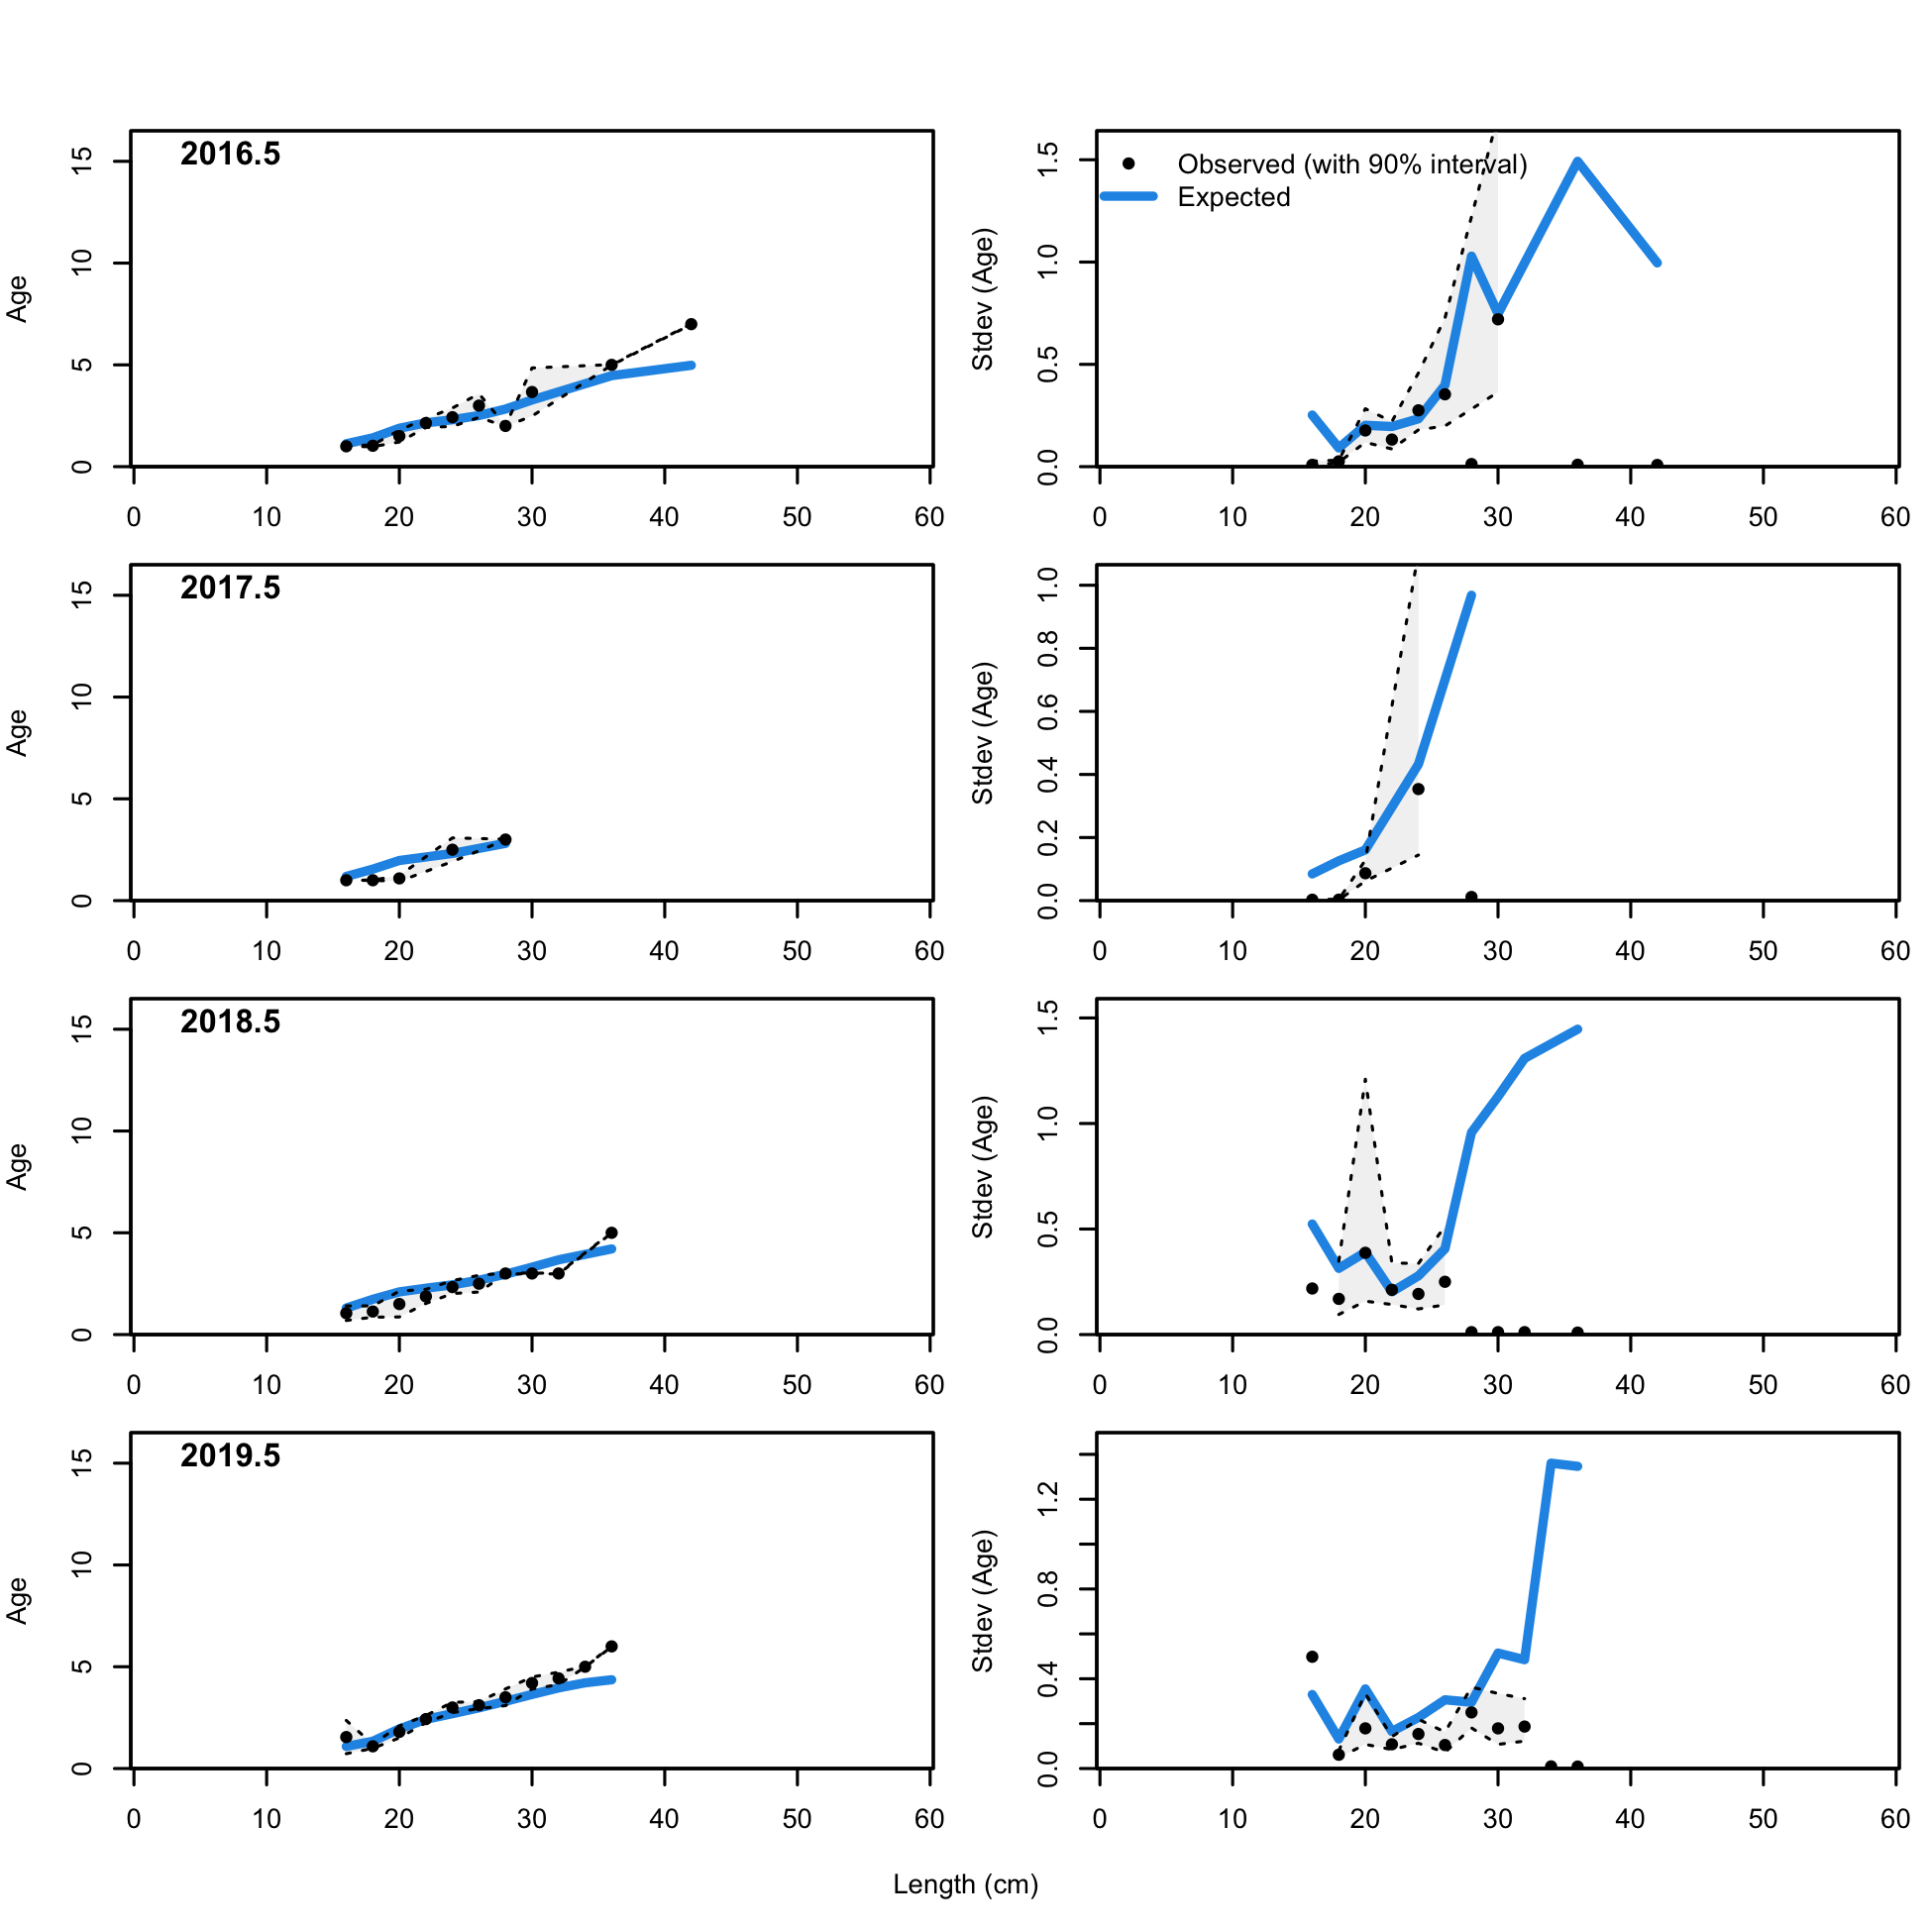 2016.5
Age
0 5 10 15
0 10 20 30 40 50 60
Observed (with 90% interval)
Expected
Stdev (Age)
0.0 0.5 1.0 1.5
0 10 20 30 40 50 60
2017.5
Age
0 5 10 15
0 10 20 30 40 50 60
Stdev (Age)
0.0 0.2 0.4 0.6 0.8 1.0
0 10 20 30 40 50 60
2018.5
Age
0 5 10 15
0 10 20 30 40 50 60
Stdev (Age)
0.0 0.5 1.0 1.5
0 10 20 30 40 50 60
2019.5
Age
0 5 10 15
0 10 20 30 40 50 60
Stdev (Age)
0.0 0.4 0.8 1.2
0 10 20 30 40 50 60
Length (cm)